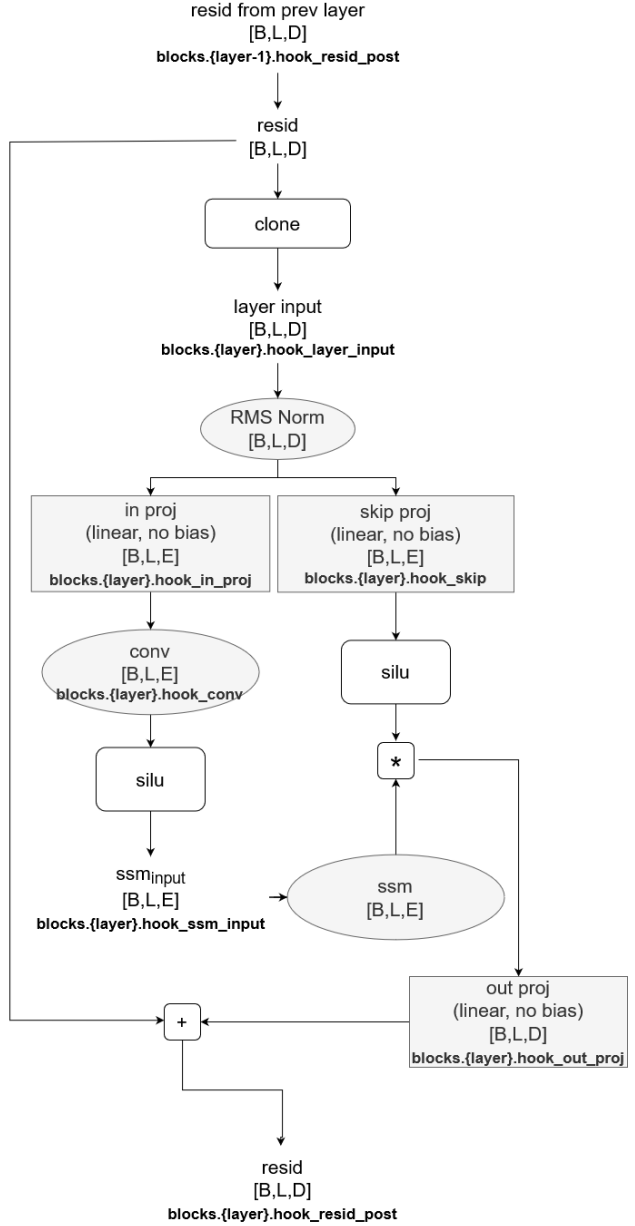 resid from prev layer
[B,L,D]
blocks.{layer-1}.hook_resid_post
resid
[B,L,D]
clone
layer input
[B,L,D]
blocks.{layer}.hook_layer_input
RMS Norm
[B,L,D]
in proj
(linear, no bias)
[B,L,E]
blocks.{layer}.hook_in_proj
skip proj
(linear, no bias)
[B,L,E]
blocks.{layer}.hook_skip
conv
[B,L,E]
blocks.{layer}.hook_conv
silu
silu
*
ssm_input
[B,L,E]
blocks.{layer}.hook_ssm_input
ssm
[B,L,E]
out proj
(linear, no bias)
[B,L,D]
blocks.{layer}.hook_out_proj
+
resid
[B,L,D]
blocks.{layer}.hook_resid_post